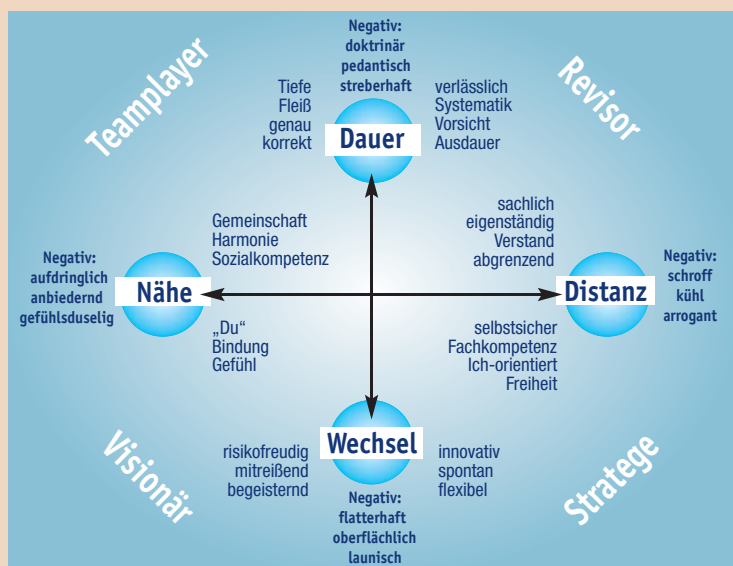 Negativ:
doktrinär
pedantisch
streberhaft
Teamplayer
Revisor
Tiefe
Fleiß
genau
korrekt
Dauer
verlässlich
Systematik
Vorsicht
Ausdauer
Gemeinschaft
Harmonie
Sozialkompetenz
sachlich
eigenständig
Verstand
abgrenzend
Negativ:
aufdringlich
anbiedernd
gefühlsduselig
Nähe
Distanz
Negativ:
schroff
kühl
arrogant
„Du“
Bindung
Gefühl
selbstsicher
Fachkompetenz
Ich-orientiert
Freiheit
Visionär
Stratege
risikofreudig
mitreißend
begeisternd
Wechsel
innovativ
spontan
flexibel
Negativ:
flatterhaft
oberflächlich
launisch